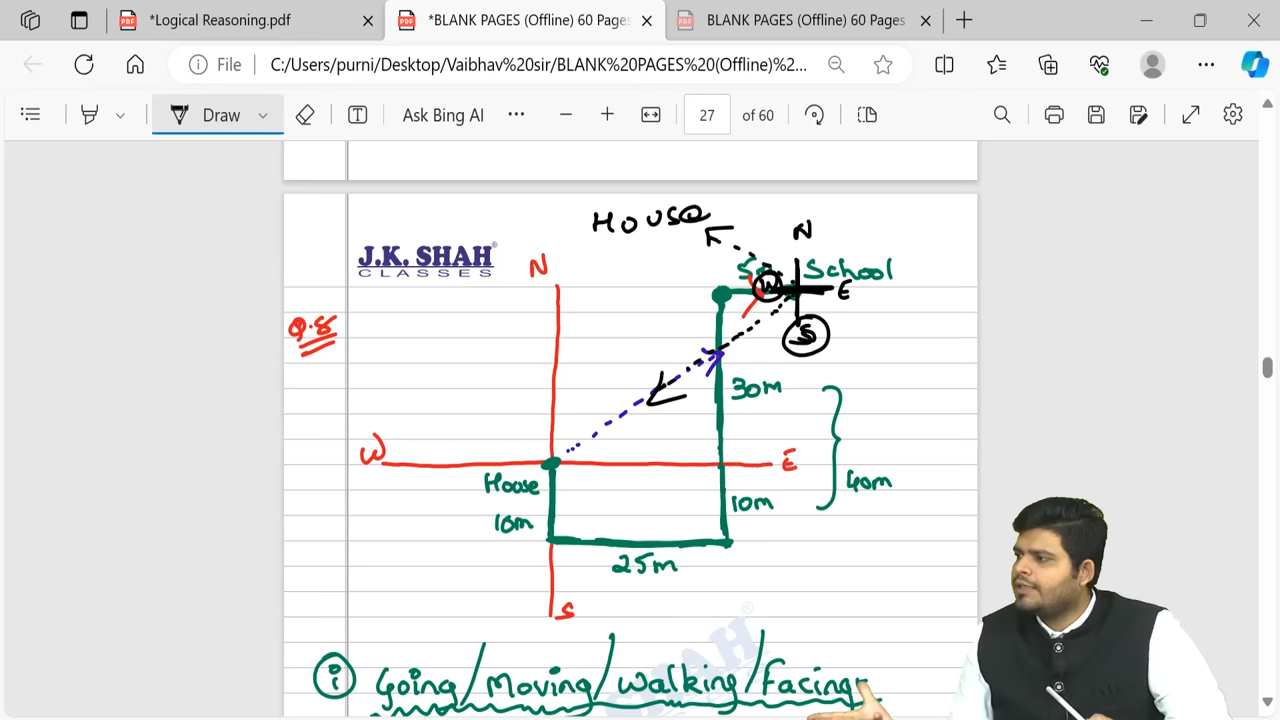 *Logical Reasoning.pdf
*BLANK PAGES (Offline) 60 Pages
BLANK PAGES (Offline) 60 Pages
File
C:/Users/purni/Desktop/Vaibhav%20sir/BLANK%20PAGES%20(Offline)%2...
Draw
Ask Bing AI
27
of 60
House
N
J.K. SHAH
CLASSES
N
School
W
E
Q.8
S
30m
W
E
House
40m
10m
10m
25m
S
SHAH
i Going/Moving/Walking/Facing